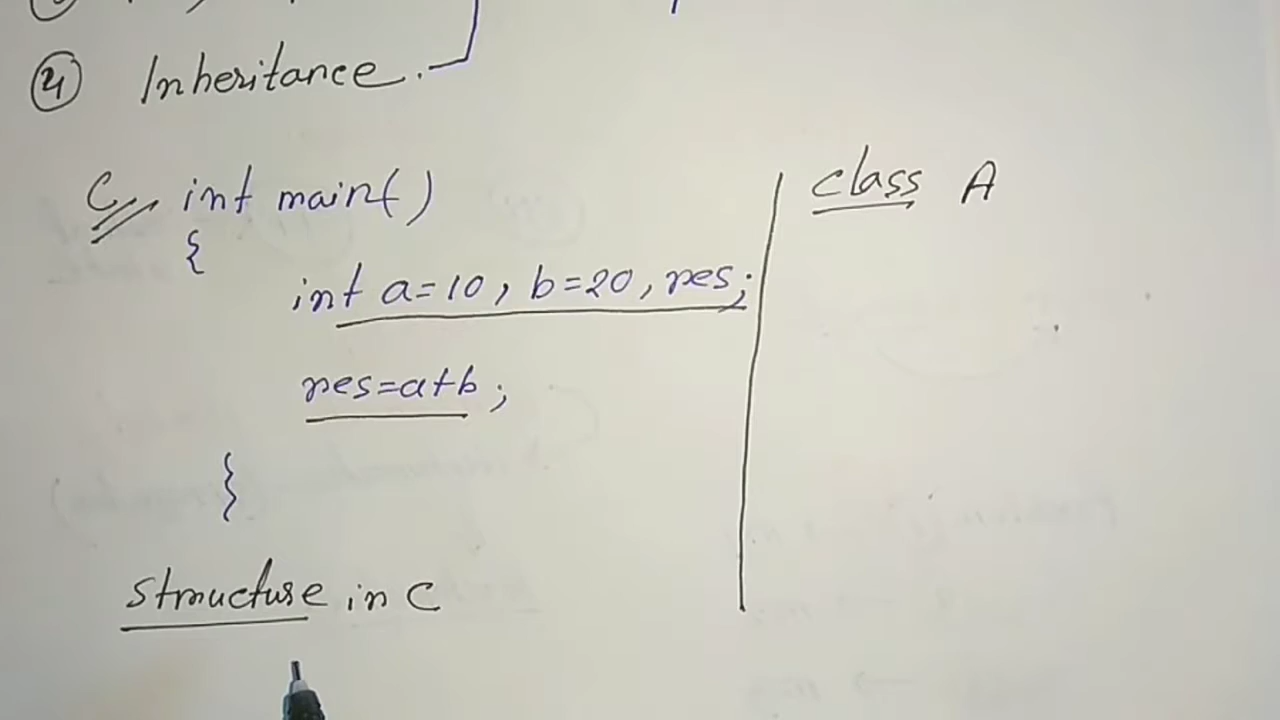 ④ Inheritance.
C int main()
{
int a=10, b=20, res;
res=a+b;
}
structure in C
class A